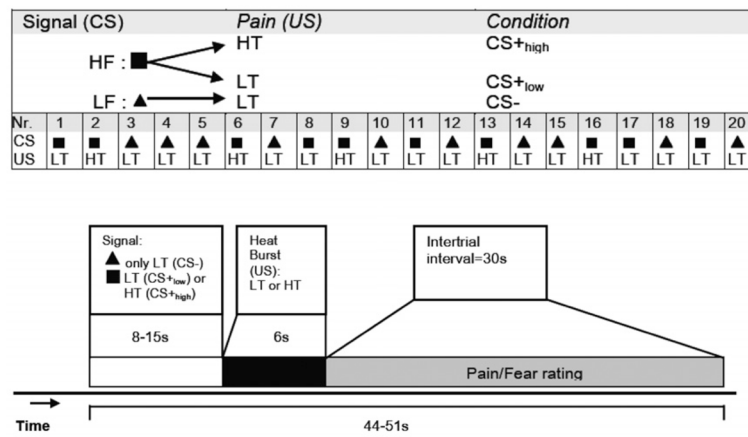 Signal (CS) Pain (US) Condition
HT CS+high
HF :
LT CS+low
LF : LT CS-
Nr. 1 2 3 4 5 6 7 8 9 10 11 12 13 14 15 16 17 18 19 20
CS ■ ■ ▲ ▲ ▲ ■ ▲ ■ ■ ▲ ■ ▲ ■ ▲ ▲ ■ ■ ▲ ■ ▲
US LT HT LT LT LT HT LT LT HT LT LT LT HT LT LT HT LT LT LT LT
Signal:
▲ only LT (CS-)
■ LT (CS+low) or
HT (CS+high)
8-15s
Heat
Burst
(US):
LT or HT
6s
Intertrial
interval=30s
Pain/Fear rating
Time
44-51s